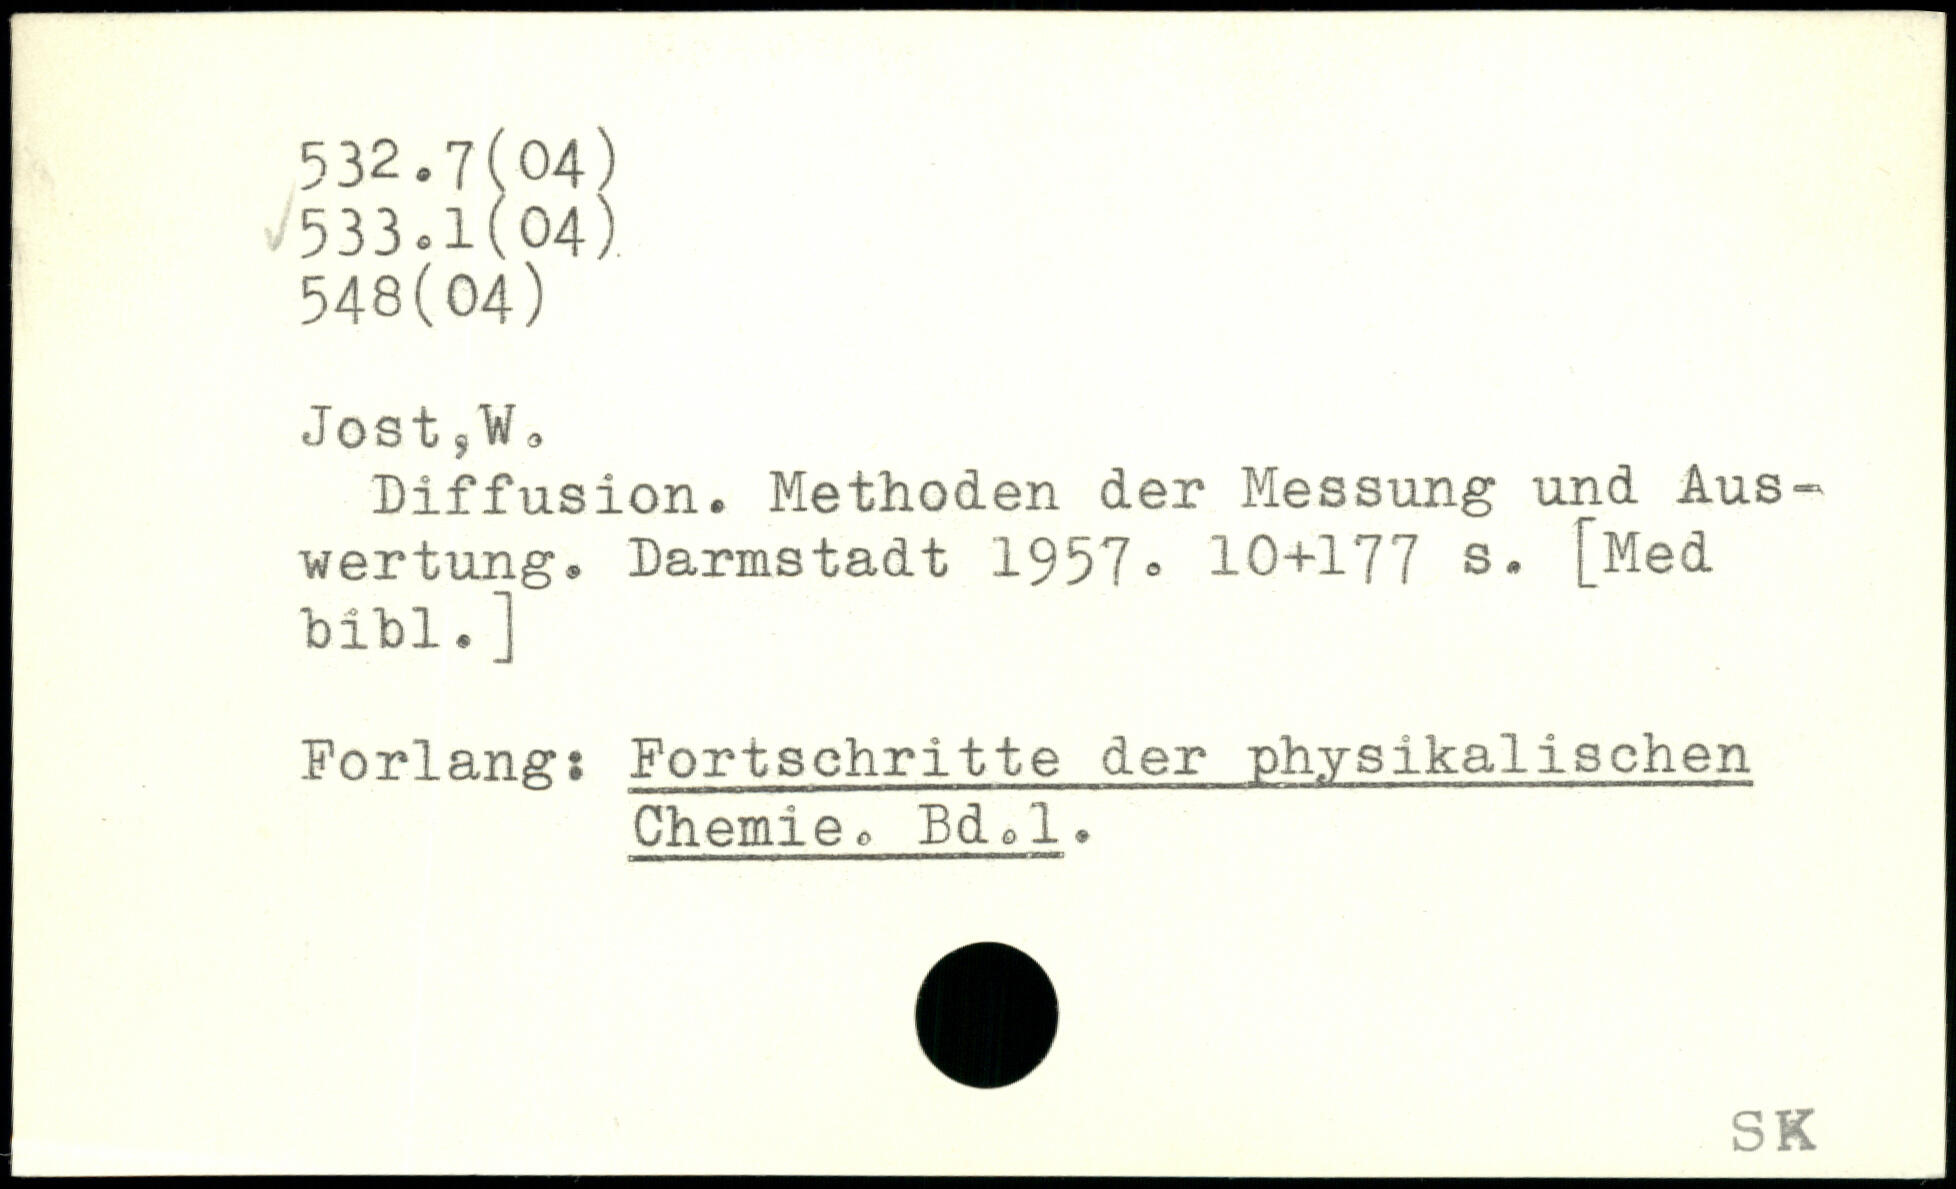 532.7(04)
✓533.1(04)
548(04)
Jost,W.
Diffusion. Methoden der Messung und Aus-
wertung. Darmstadt 1957. 10+177 s. [Med
bibl.]
Forlang: Fortschritte der physikalischen
Chemie. Bd.1.
SK